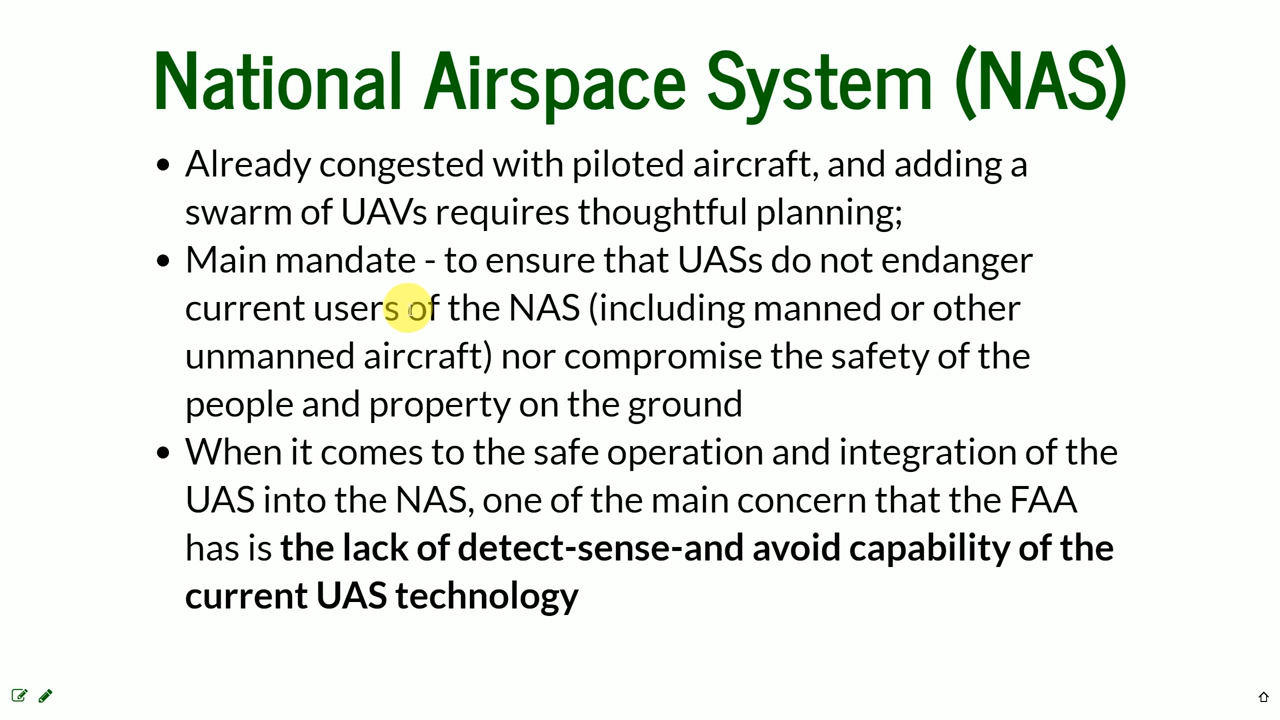 National Airspace System (NAS)
• Already congested with piloted aircraft, and adding a
swarm of UAVs requires thoughtful planning;
• Main mandate - to ensure that UASs do not endanger
current users of the NAS (including manned or other
unmanned aircraft) nor compromise the safety of the
people and property on the ground
• When it comes to the safe operation and integration of the
UAS into the NAS, one of the main concern that the FAA
has is the lack of detect-sense-and avoid capability of the
current UAS technology